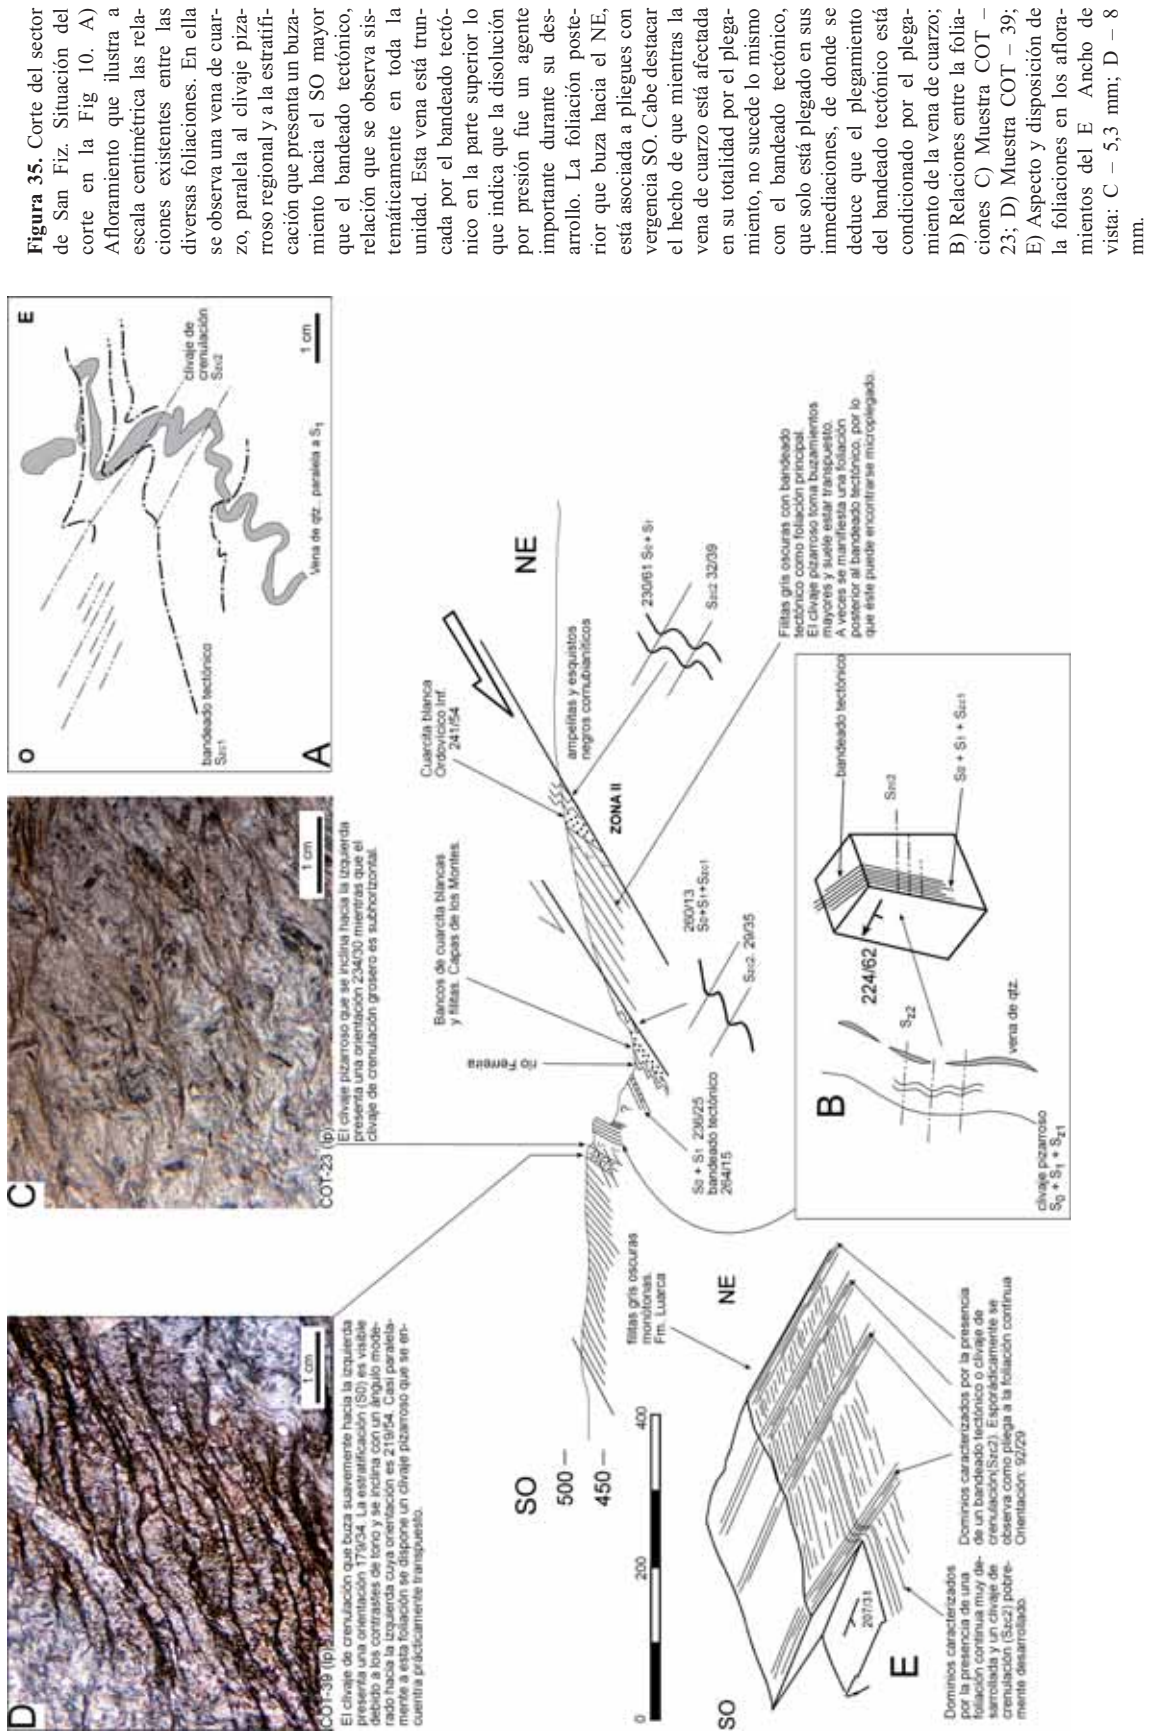 Figura 35. Corte del sector
de San Fiz. Situación del
corte en la Fig 10. A)
Afloramiento que ilustra a
escala centimétrica las rela-
ciones existentes entre las
diversas foliaciones. En ella
se observa una vena de cuar-
zo, paralela al clivaje piza-
rroso regional y a la estratifi-
cación que presenta un buza-
miento hacia el SO mayor
que el bandeado tectónico,
relación que se observa sis-
temáticamente en toda la
unidad. Esta vena está trun-
cada por el bandeado tectó-
nico en la parte superior lo
que indica que la disolución
por presión fue un agente
importante durante su des-
arrollo. La foliación poste-
rior que buza hacia el NE,
está asociada a pliegues con
vergencia SO. Cabe destacar
el hecho de que mientras la
vena de cuarzo está afectada
en su totalidad por el plega-
miento, no sucede lo mismo
con el bandeado tectónico,
que solo está plegado en sus
inmediaciones, de donde se
deduce que el plegamiento
del bandeado tectónico está
condicionado por el plega-
miento de la vena de cuarzo;
B) Relaciones entre la folia-
ciones C) Muestra COT –
23; D) Muestra COT – 39;
E) Aspecto y disposición de
la foliaciones en los aflora-
mientos del E Ancho de
vista: C – 5,3 mm; D – 8
mm.
D
1 cm
COT-39 (lp)
El clivaje de crenulación que buza suavemente hacia la izquierda
presenta una orientación 179/34. La estratificación (S0) es visible
debido a los contrastes de tono y se inclina con un ángulo mode-
rado hacia la izquierda cuya orientación es 219/54. Casi paralela-
mente a esta foliación se dispone un clivaje pizarroso que se en-
cuentra prácticamente transpuesto.
C
1 cm
COT-23 (lp)
El clivaje pizarroso que se inclina hacia la izquierda
presenta una orientación 234/30 mientras que el
clivaje de crenulación grosero es subhorizontal.
O
E
clivaje de
crenulación
Szc2
bandeado tectónico
Szc1
Vena de qtz. paralela a S1
1 cm
A
SO
NE
500
450
0
200
400
filitas gris oscuras
monótonas.
Fm. Luarca
río Ferreira
Bancos de cuarcita blancas
y filitas. Capas de los Montes.
Cuarcita blanca
Ordovícico Inf.
241/54
ampelitas y esquistos
negros cornubianíticos
ZONA II
?
S0 + S1 236/25
bandeado tectónico
264/15
260/13
S0+S1+Szc1
Szc2. 29/35
230/61 S0 + S1
Szc2 32/39
Filitas gris oscuras con bandeado
tectónico como foliación principal.
El clivaje pizarroso toma buzamientos
mayores y suele estar transpuesto.
A veces se manifiesta una foliación
posterior al bandeado tectónico, por lo
que éste puede encontrarse microplegado.
B
clivaje pizarroso
S0 + S1 + Sz1
Sz2
vena de qtz.
224/62
bandeado tectónico
Szc2
S0 + S1 + Szc1
SO
NE
E
207/31
Dominios caracterizados
por la presencia de una
foliación continua muy de-
sarrollada y un clivaje de
crenulación (Szc2) pobre-
mente desarrollado.
Dominios caracterizados por la presencia
de un bandeado tectónico o clivaje de
crenulación(Szc2). Esporádicamente se
observa como pliega a la foliación continua
Orientación: 92/29